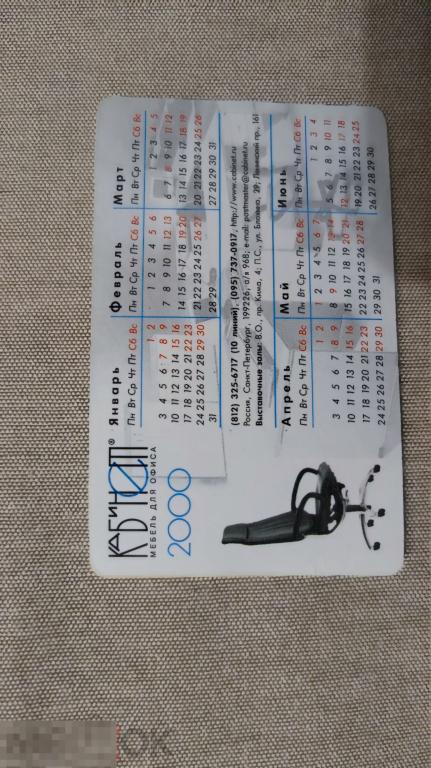 КАБИНЕТ®
МЕБЕЛЬ ДЛЯ ОФИСА
2000
Январь
Пн Вт Ср Чт Пт Сб Вс
1 2
3 4 5 6 7 8 9
10 11 12 13 14 15 16
17 18 19 20 21 22 23
24 25 26 27 28 29 30
31
Февраль
Пн Вт Ср Чт Пт Сб Вс
1 2 3 4 5 6
7 8 9 10 11 12 13
14 15 16 17 18 19 20
21 22 23 24 25 26 27
28 29
Март
Пн Вт Ср Чт Пт Сб Вс
1 2 3 4 5
6 7 8 9 10 11 12
13 14 15 16 17 18 19
20 21 22 23 24 25 26
27 28 29 30 31
(812) 325-6717 (10 линий), (095) 737-0917, http://www.cabinet.ru
Россия, Санкт-Петербург, 199226, а/я 968; e-mail: postmaster@cabinet.ru
Выставочные залы: В.О., пр. Кима, 4; П.С., ул. Блохина, 29; Ленинский пр., 161
Апрель
Пн Вт Ср Чт Пт Сб Вс
1 2
3 4 5 6 7 8 9
10 11 12 13 14 15 16
17 18 19 20 21 22 23
24 25 26 27 28 29 30
Май
Пн Вт Ср Чт Пт Сб Вс
1 2 3 4 5 6 7
8 9 10 11 12 13 14
15 16 17 18 19 20 21
22 23 24 25 26 27 28
29 30 31
Июнь
Пн Вт Ср Чт Пт Сб Вс
1 2 3 4
5 6 7 8 9 10 11
12 13 14 15 16 17 18
19 20 21 22 23 24 25
26 27 28 29 30